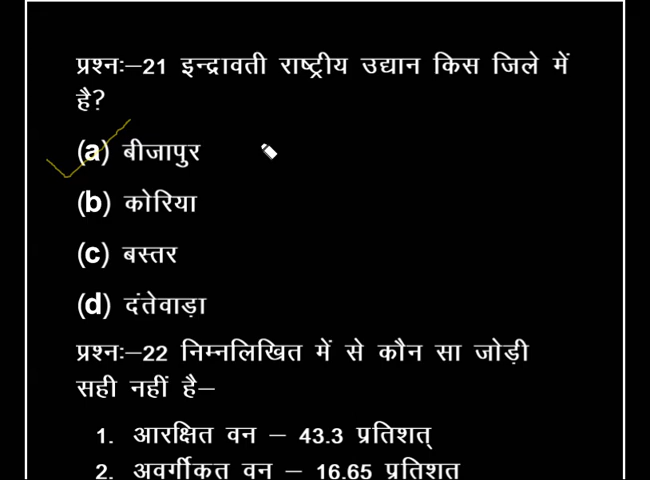 प्रश्नः–21 इन्द्रावती राष्ट्रीय उद्यान किस जिले में
है?
(a) बीजापुर
(b) कोरिया
(c) बस्तर
(d) दंतेवाड़ा
प्रश्नः–22 निम्नलिखित में से कौन सा जोड़ी
सही नहीं है–
1. आरक्षित वन – 43.3 प्रतिशत्
2. अवर्गीकत वन – 16.65 प्रतिशत